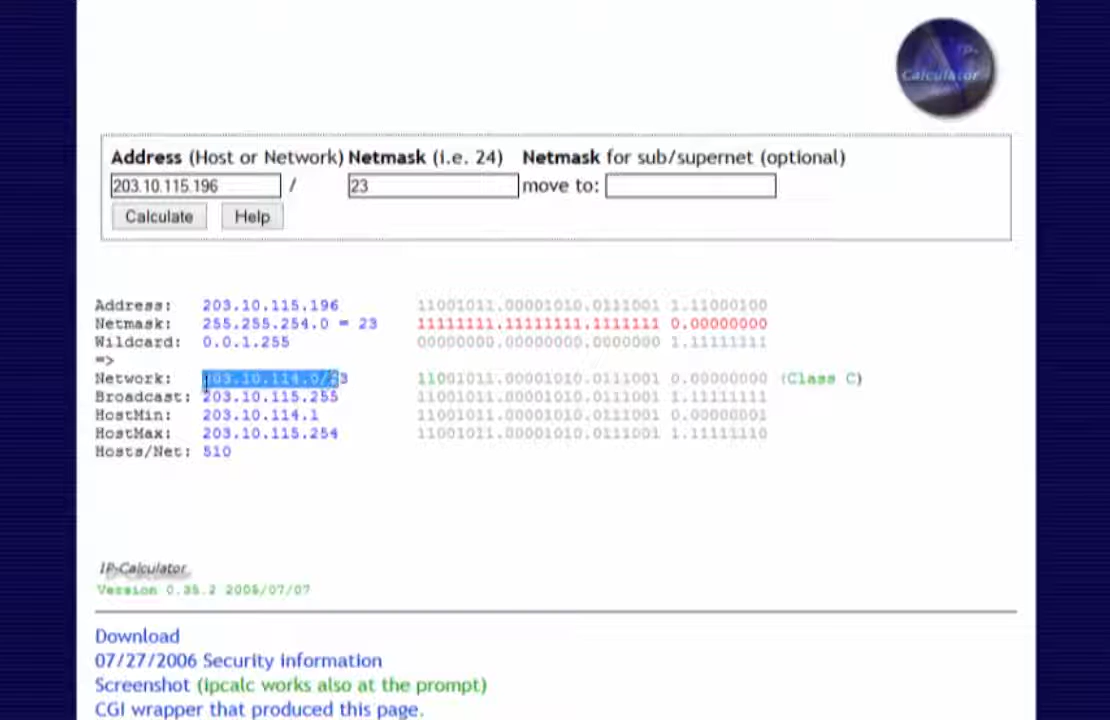 IP-
Calculator
Address (Host or Network) Netmask (i.e. 24) Netmask for sub/supernet (optional)
203.10.115.196 / 23 move to:
Calculate Help
Address: 203.10.115.196 11001011.00001010.0111001 1.11000100
Netmask: 255.255.254.0 = 23 11111111.11111111.1111111 0.00000000
Wildcard: 0.0.1.255 00000000.00000000.0000000 1.11111111
=>
Network: 203.10.114.0/23 11001011.00001010.0111001 0.00000000 (Class C)
Broadcast: 203.10.115.255 11001011.00001010.0111001 1.11111111
HostMin: 203.10.114.1 11001011.00001010.0111001 0.00000001
HostMax: 203.10.115.254 11001011.00001010.0111001 1.11111110
Hosts/Net: 510
IP-Calculator
Version 0.35.2 2005/07/07
Download
07/27/2006 Security information
Screenshot (ipcalc works also at the prompt)
CGI wrapper that produced this page.